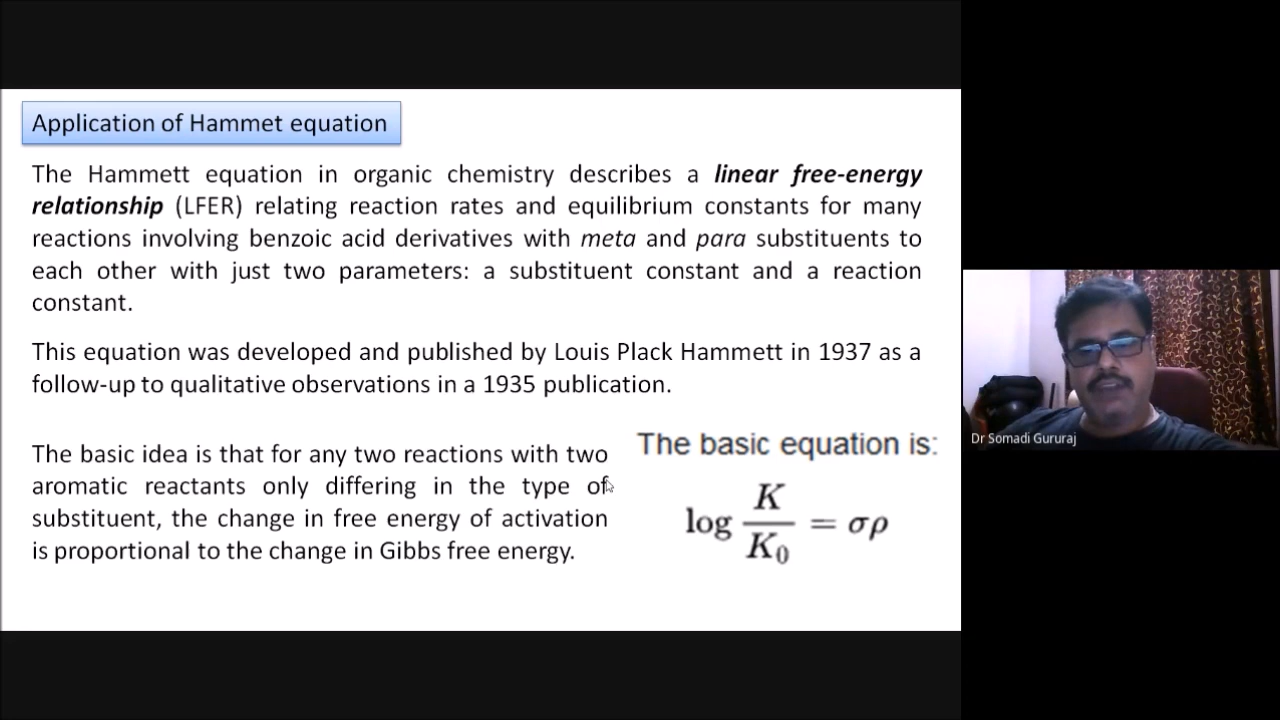 Application of Hammet equation
The Hammett equation in organic chemistry describes a linear free-energy
relationship (LFER) relating reaction rates and equilibrium constants for many
reactions involving benzoic acid derivatives with meta and para substituents to
each other with just two parameters: a substituent constant and a reaction
constant.
This equation was developed and published by Louis Plack Hammett in 1937 as a
follow-up to qualitative observations in a 1935 publication.
The basic idea is that for any two reactions with two
aromatic reactants only differing in the type of
substituent, the change in free energy of activation
is proportional to the change in Gibbs free energy.
The basic equation is:
log K/K₀ = σρ
Dr Somadi Gururaj